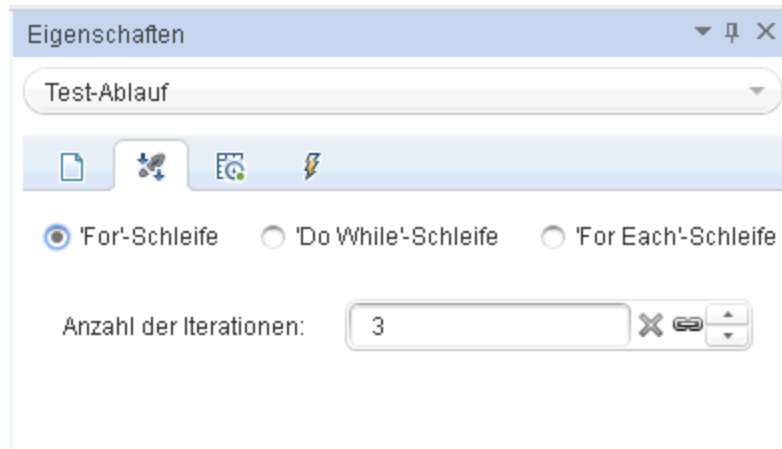 Eigenschaften
Test-Ablauf
'For'-Schleife 'Do While'-Schleife 'For Each'-Schleife
Anzahl der Iterationen: 3